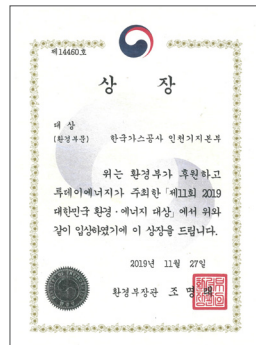 제14460호
상 장
대 상
(환경부문) 한국가스공사 인천기지본부
위는 환경부가 후원하고
투데이에너지가 주최한 「제11회 2019
대한민국 환경·에너지 대상」에서 위와
같이 입상하였기에 이 상장을 드립니다.
2019년 11월 27일
환경부장관 조 명